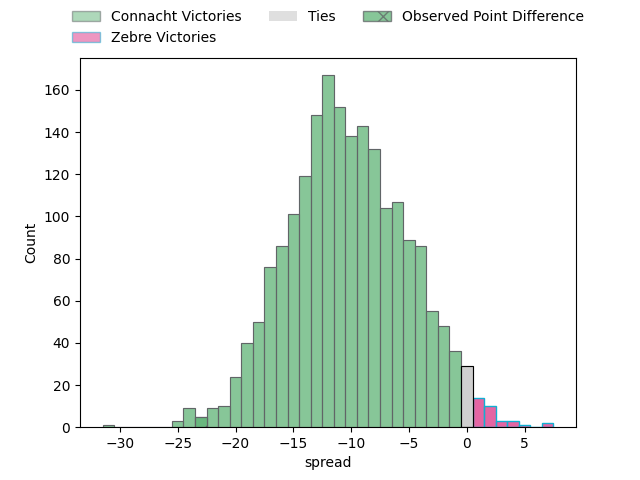 Connacht Victories
Ties
Observed Point Difference
Zebre Victories
160
140
120
100
80
60
40
20
0
Count
−30
−25
−20
−15
−10
−5
0
5
spread